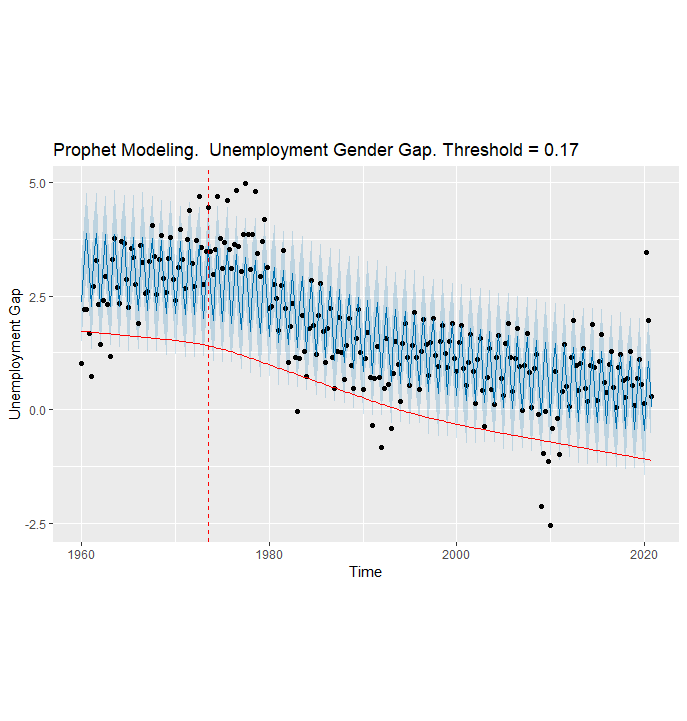 Prophet Modeling.  Unemployment Gender Gap. Threshold = 0.17
5.0
2.5
0.0
-2.5
Unemployment Gap
1960
1980
2000
2020
Time